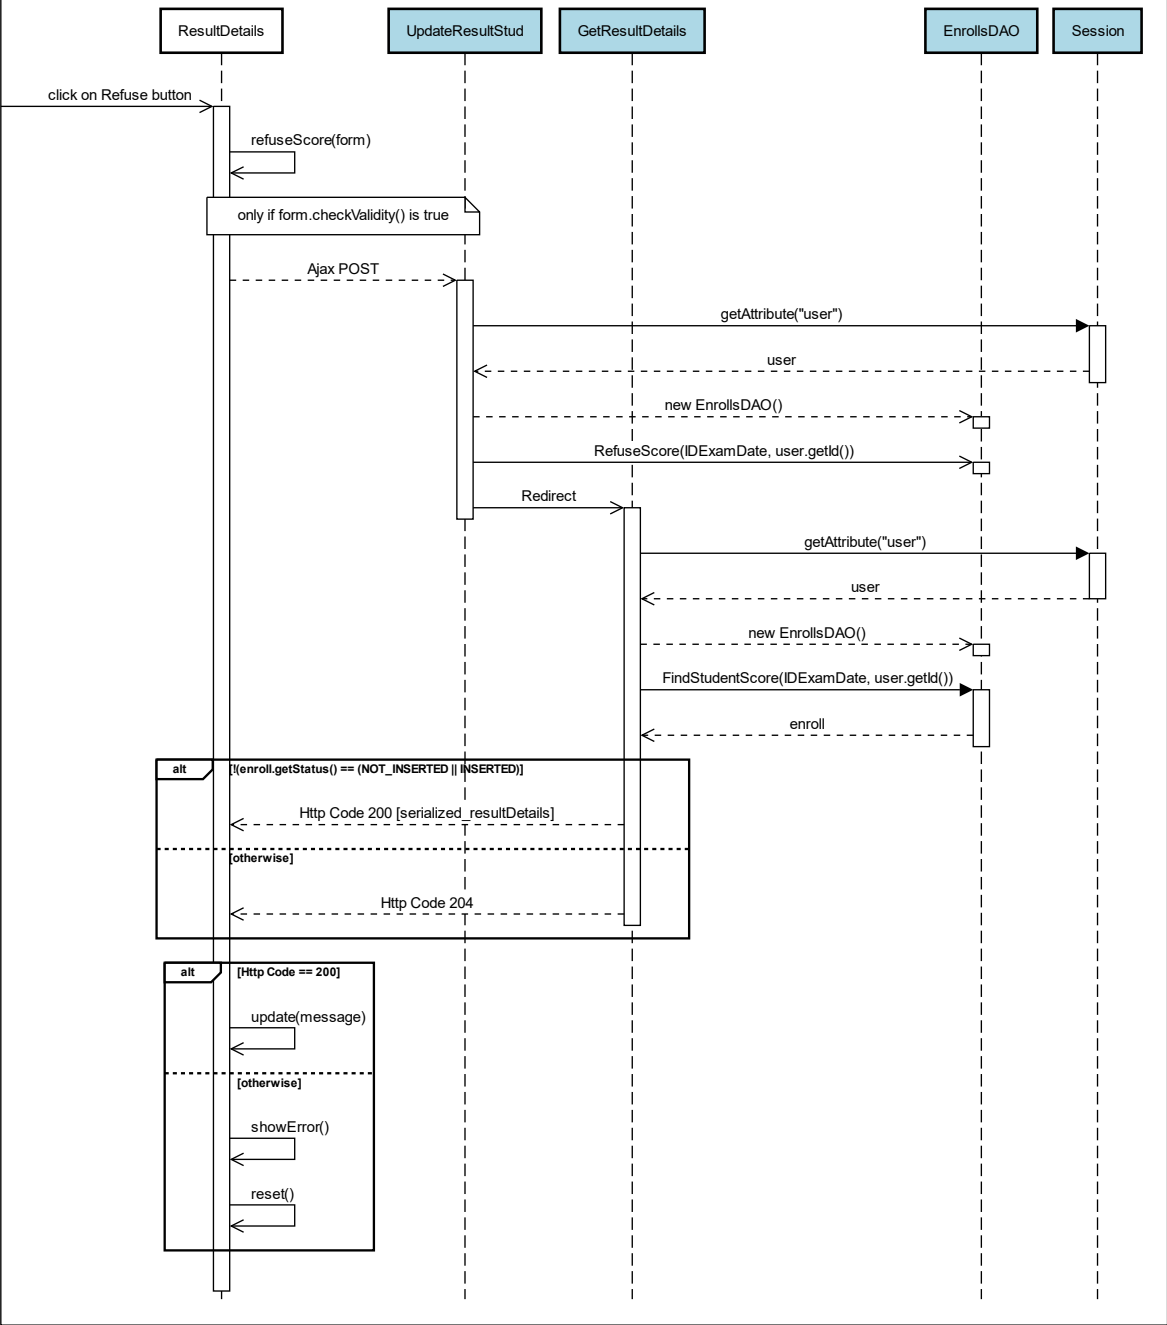 ResultDetails
UpdateResultStud
GetResultDetails
EnrollsDAO
Session
click on Refuse button
refuseScore(form)
only if form.checkValidity() is true
Ajax POST
getAttribute("user")
user
new EnrollsDAO()
RefuseScore(IDExamDate, user.getId())
Redirect
getAttribute("user")
user
new EnrollsDAO()
FindStudentScore(IDExamDate, user.getId())
enroll
alt
[!(enroll.getStatus() == (NOT_INSERTED || INSERTED)]
Http Code 200 [serialized_resultDetails]
[otherwise]
Http Code 204
alt
[Http Code == 200]
update(message)
[otherwise]
showError()
reset()